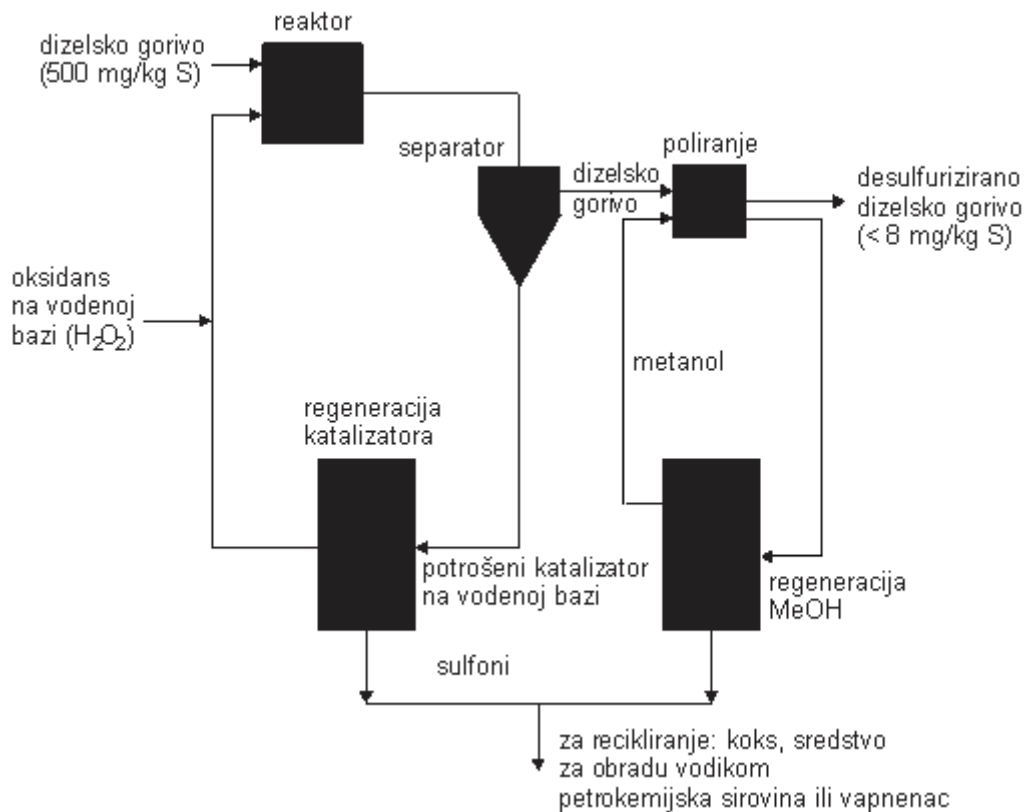 reaktor
dizelsko gorivo
(500 mg/kg S)
separator
dizelsko
gorivo
poliranje
desulfurizirano
dizelsko gorivo
(< 8 mg/kg S)
oksidans
na vodenoj
bazi (H₂O₂)
metanol
regeneracija
katalizatora
potrošeni katalizator
na vodenoj bazi
regeneracija
MeOH
sulfoni
za recikliranje: koks, sredstvo
za obradu vodikom
petrokemijska sirovina ili vapnenac